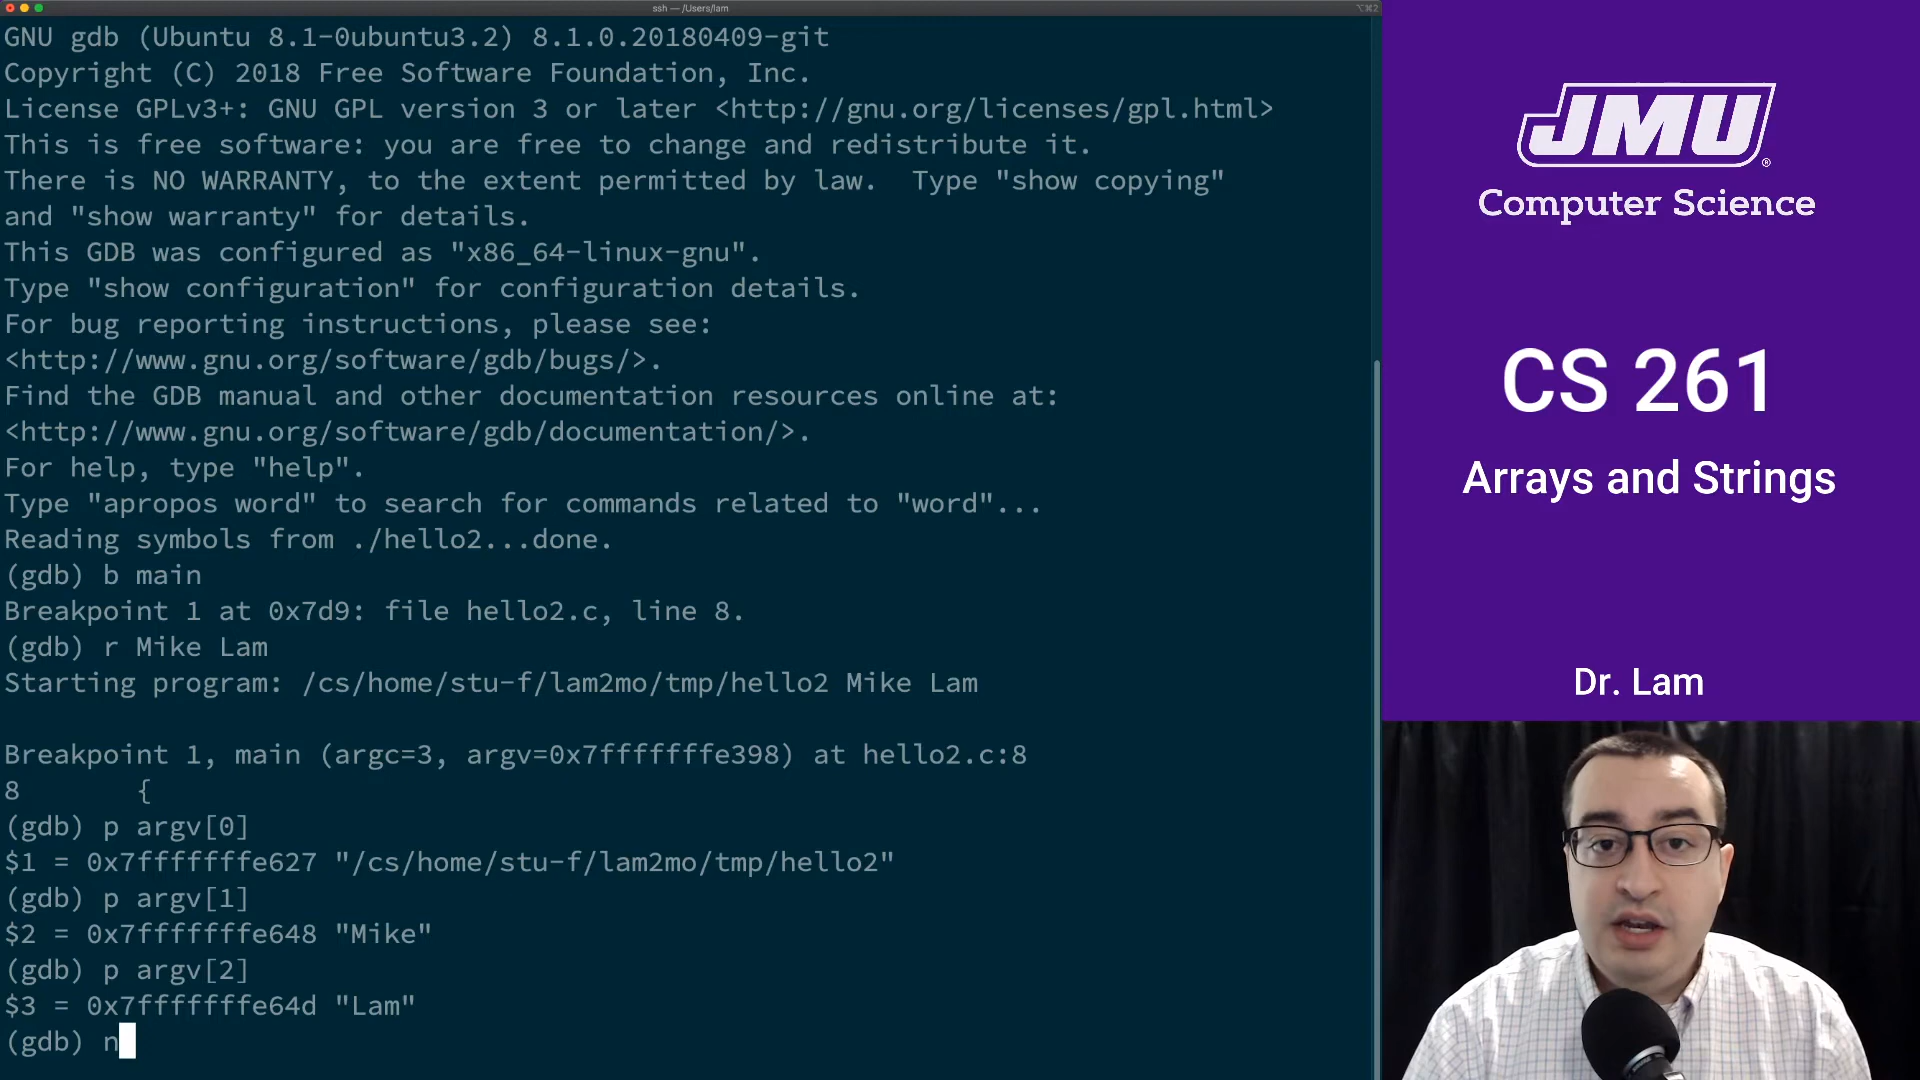 ssh — /Users/lam
⌥⌘2
GNU gdb (Ubuntu 8.1-0ubuntu3.2) 8.1.0.20180409-git
Copyright (C) 2018 Free Software Foundation, Inc.
License GPLv3+: GNU GPL version 3 or later <http://gnu.org/licenses/gpl.html>
This is free software: you are free to change and redistribute it.
There is NO WARRANTY, to the extent permitted by law.  Type "show copying"
and "show warranty" for details.
This GDB was configured as "x86_64-linux-gnu".
Type "show configuration" for configuration details.
For bug reporting instructions, please see:
<http://www.gnu.org/software/gdb/bugs/>.
Find the GDB manual and other documentation resources online at:
<http://www.gnu.org/software/gdb/documentation/>.
For help, type "help".
Type "apropos word" to search for commands related to "word"...
Reading symbols from ./hello2...done.
(gdb) b main
Breakpoint 1 at 0x7d9: file hello2.c, line 8.
(gdb) r Mike Lam
Starting program: /cs/home/stu-f/lam2mo/tmp/hello2 Mike Lam
Breakpoint 1, main (argc=3, argv=0x7fffffffe398) at hello2.c:8
8       {
(gdb) p argv[0]
$1 = 0x7fffffffe627 "/cs/home/stu-f/lam2mo/tmp/hello2"
(gdb) p argv[1]
$2 = 0x7fffffffe648 "Mike"
(gdb) p argv[2]
$3 = 0x7fffffffe64d "Lam"
(gdb) n
JMU®
Computer Science
CS 261
Arrays and Strings
Dr. Lam